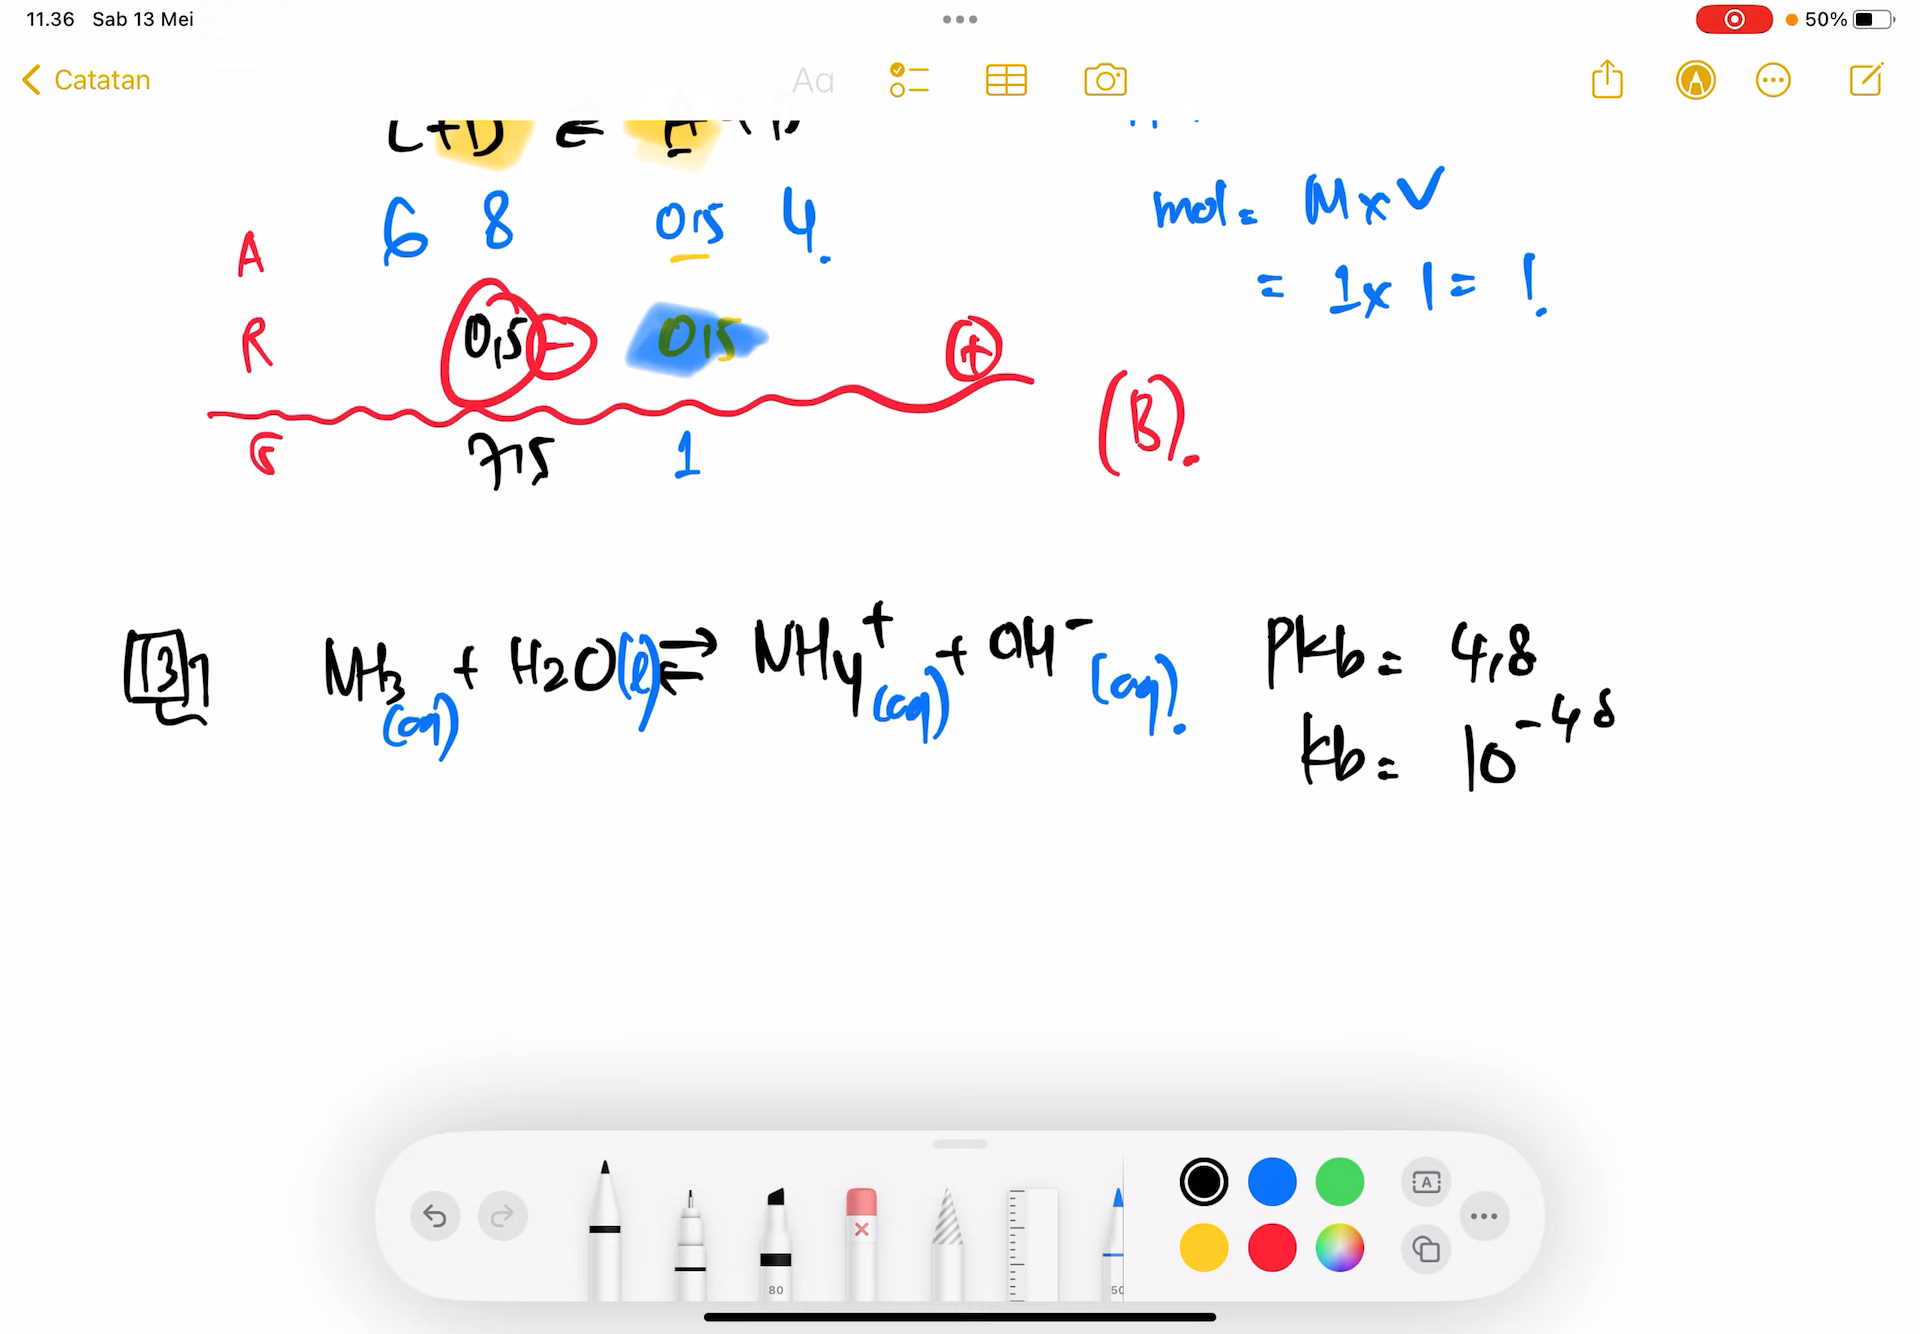 11.36 Sab 13 Mei
50%
Catatan
Aa
C+D ⇌ A + B
6 8 0,5 4.
mol = M x V
= 1 x 1 = 1.
A
R 0,5 - 0,5 +
(B).
7,5 1
13 NH3 (aq) + H2O (l) ⇌ NH4+ (aq) + OH- (aq).
Pkb = 4,8
kb = 10-4,8
80
50
A